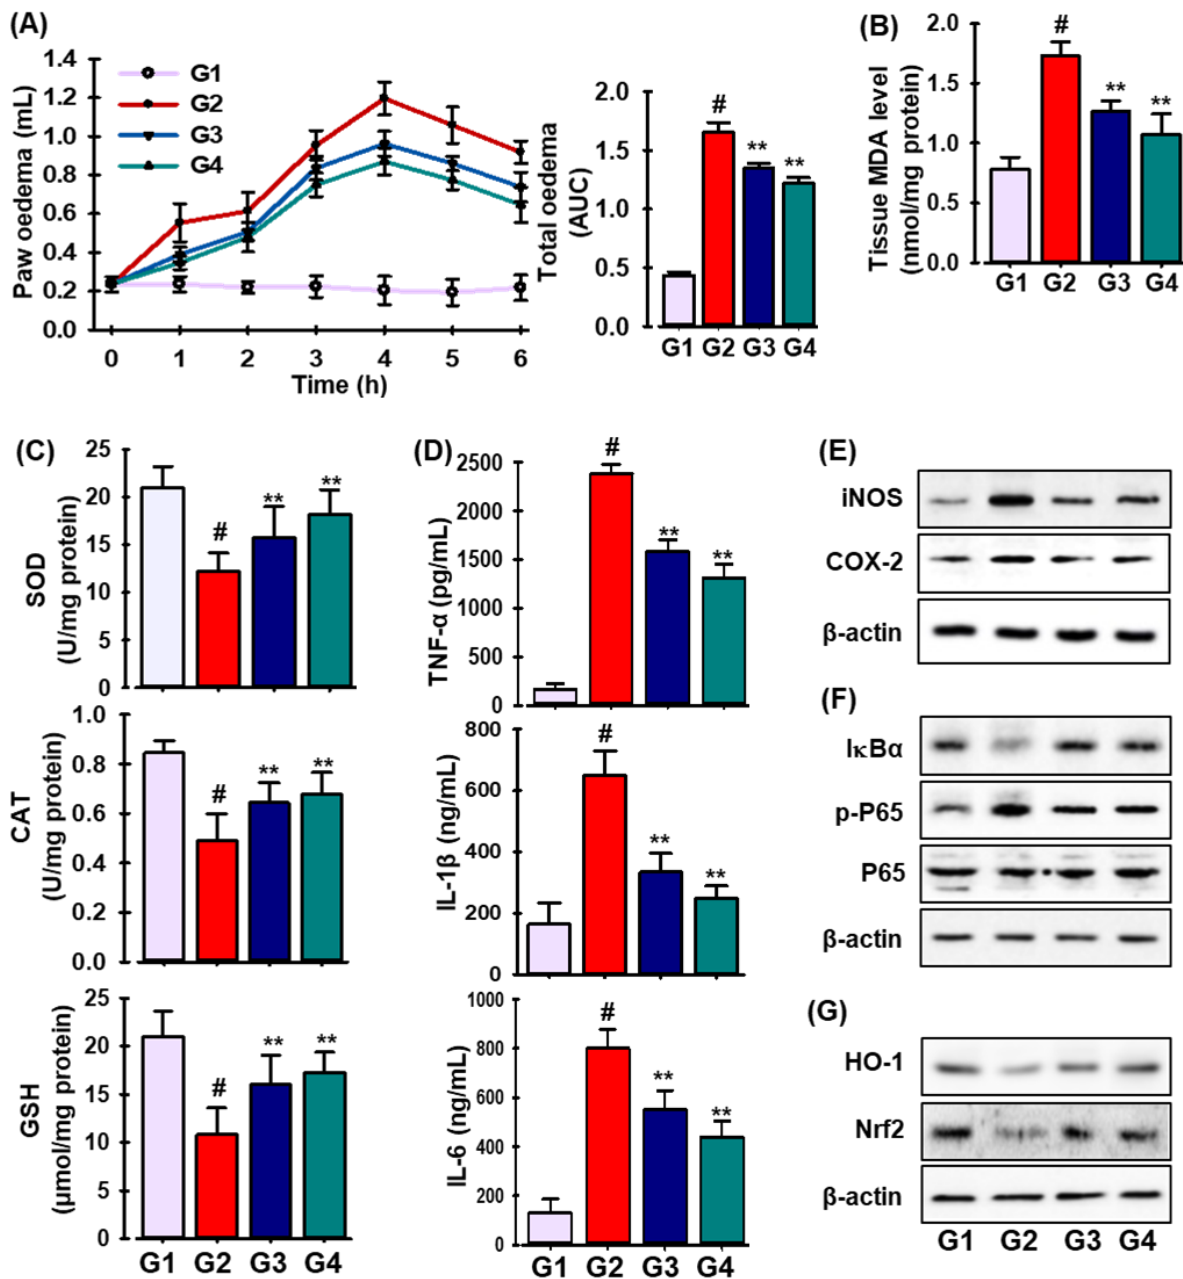 (A)
Paw oedema (mL)
1.4
1.2
1.0
0.8
0.6
0.4
0.2
0.0
G1
G2
G3
G4
0 1 2 3 4 5 6
Time (h)
Total oedema
(AUC)
2.0
1.5
1.0
0.5
0.0
#
**
**
G1 G2 G3 G4
(B)
Tissue MDA level
(nmol/mg protein)
2.0
1.5
1.0
0.0
#
**
**
G1 G2 G3 G4
(C)
SOD
(U/mg protein)
25
20
15
10
5
0
#
**
**
CAT
(U/mg protein)
1.0
0.8
0.6
0.4
0.2
0.0
#
**
**
GSH
(μmol/mg protein)
25
20
15
10
5
0
#
**
**
G1 G2 G3 G4
(D)
TNF-α (pg/mL)
2500
2000
1500
1000
500
0
#
**
**
IL-1β (ng/mL)
800
600
400
200
0
#
**
**
IL-6 (ng/mL)
1000
800
600
400
200
0
#
**
**
G1 G2 G3 G4
(E)
iNOS
COX-2
β-actin
(F)
IκBα
p-P65
P65
β-actin
(G)
HO-1
Nrf2
β-actin
G1 G2 G3 G4